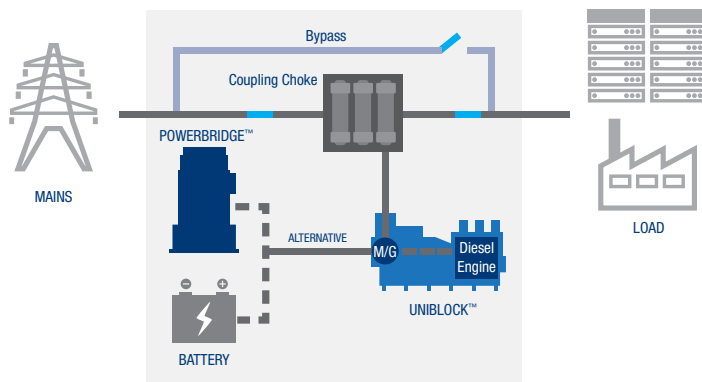 Bypass
Coupling Choke
POWERBRIDGE™
MAINS
ALTERNATIVE
M/G
Diesel
Engine
LOAD
UNIBLOCK™
BATTERY